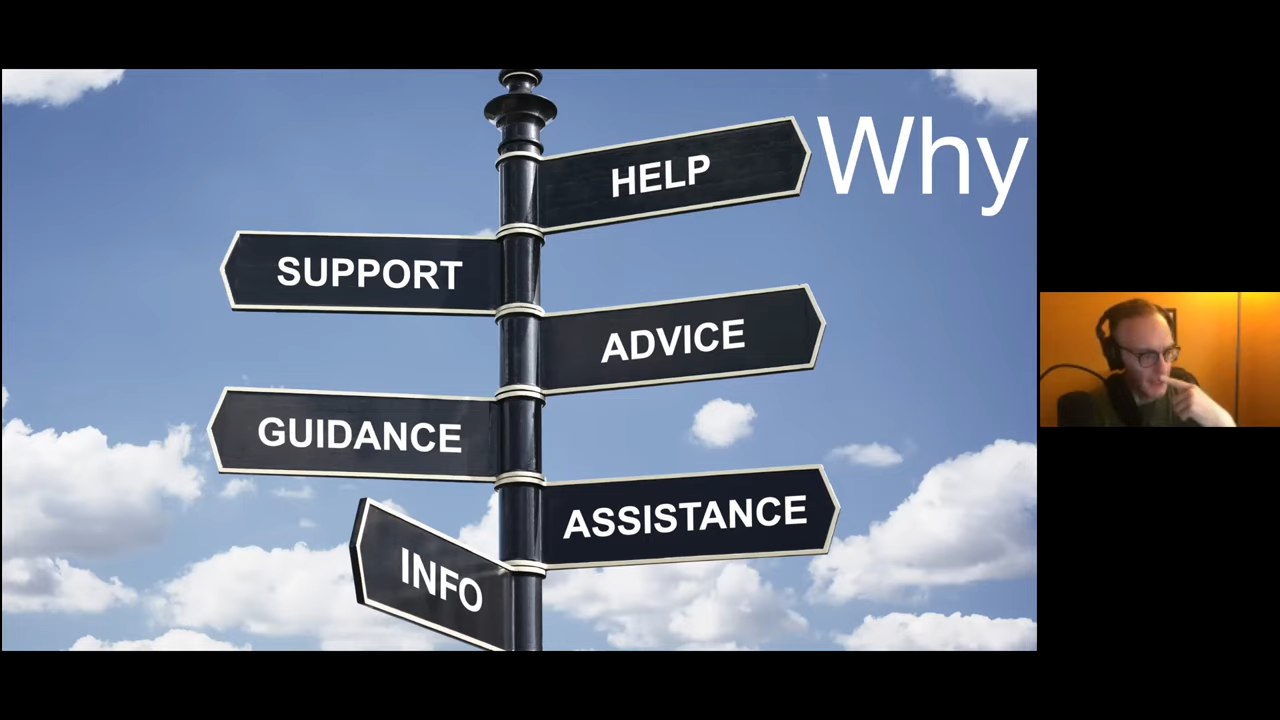 Why
HELP
SUPPORT
ADVICE
GUIDANCE
ASSISTANCE
INFO